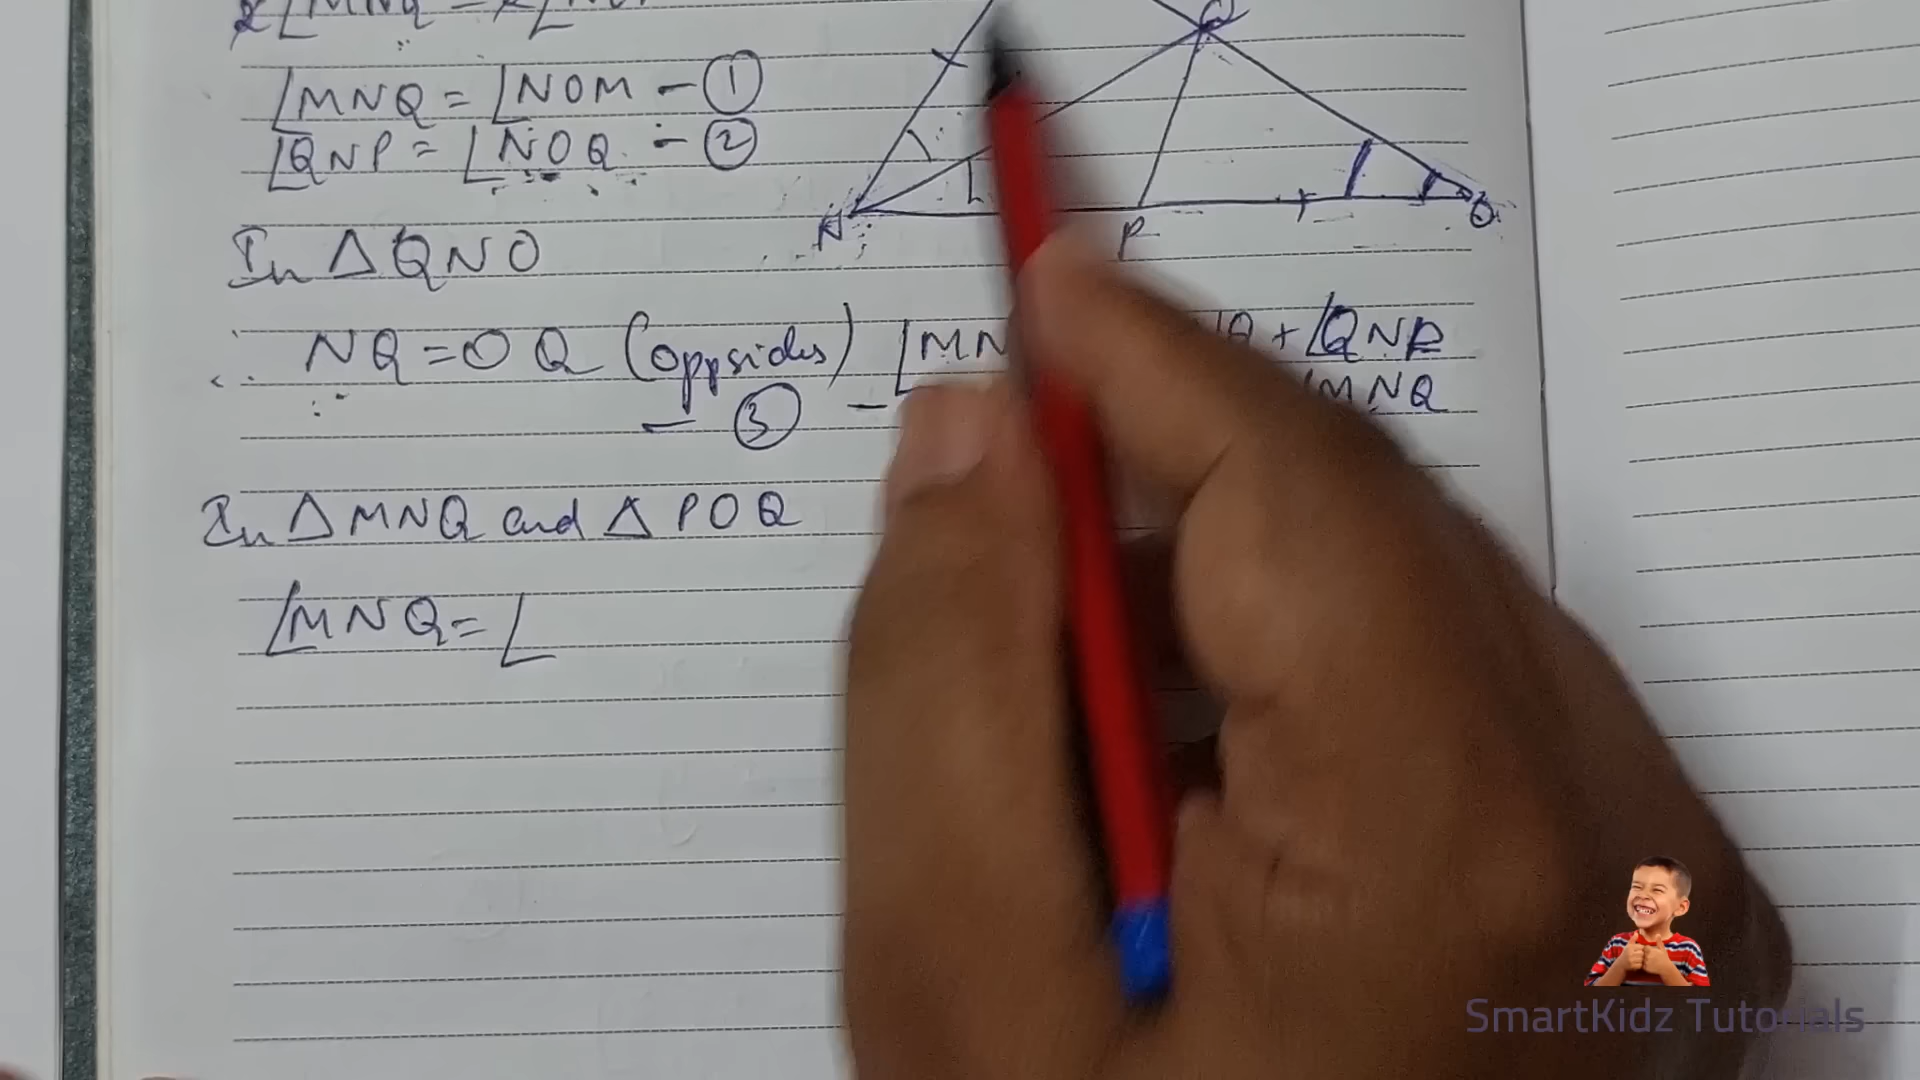 ∠MNQ = ∠NOM - ①
∠QNP = ∠NOQ - ②
In △QNO
∴ NQ = OQ (opp sides) - ③
∠MN Q + ∠QNP
- MNQ
In △MNQ and △POQ
∠MNQ = ∠
Q
N
P
O
SmartKidz Tutorials